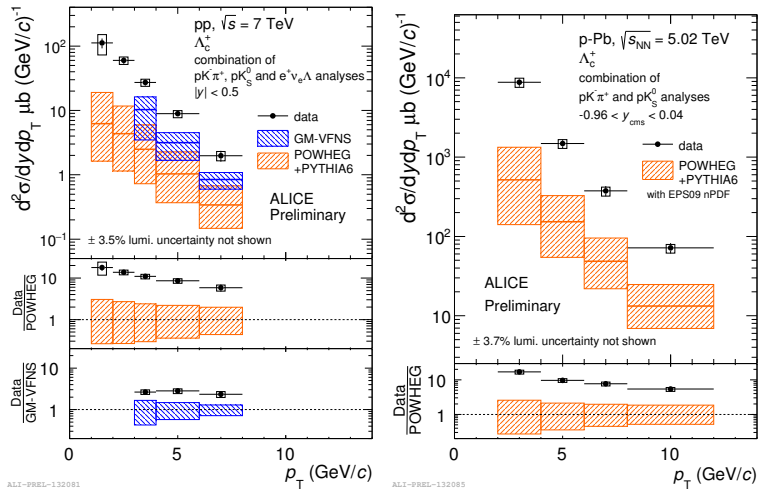 pp, √s = 7 TeV
Λc+
combination of
pK-π+, pKS0 and e+νeΛ analyses
|y| < 0.5
data
GM-VFNS
POWHEG
+PYTHIA6
ALICE
Preliminary
± 3.5% lumi. uncertainty not shown
d²σ/dydpT μb (GeV/c)-1
10²
10
1
10-1
Data
POWHEG
10
1
Data
GM-VFNS
10
1
0
5
10
pT (GeV/c)
ALI-PREL-132081
p-Pb, √sNN = 5.02 TeV
Λc+
combination of
pK-π+ and pKS0 analyses
-0.96 < ycms < 0.04
data
POWHEG
+PYTHIA6
with EPS09 nPDF
ALICE
Preliminary
± 3.7% lumi. uncertainty not shown
d²σ/dydpT μb (GeV/c)-1
10⁴
10³
10²
10
Data
POWHEG
10
1
0
5
10
pT (GeV/c)
ALI-PREL-132085